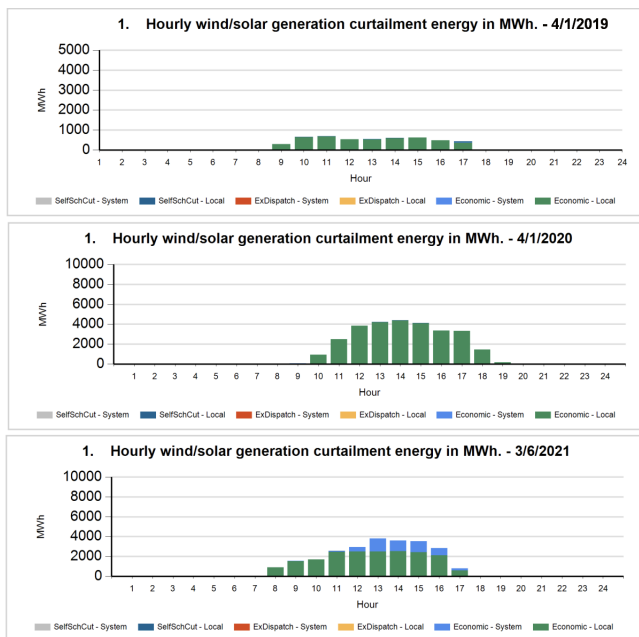 1. Hourly wind/solar generation curtailment energy in MWh. - 4/1/2019
5000
4000
3000
2000
1000
0
MWh
1 2 3 4 5 6 7 8 9 10 11 12 13 14 15 16 17 18 19 20 21 22 23 24
Hour
SelfSchCut - System SelfSchCut - Local ExDispatch - System ExDispatch - Local Economic - System Economic - Local
1. Hourly wind/solar generation curtailment energy in MWh. - 4/1/2020
10000
8000
6000
4000
2000
0
MWh
1 2 3 4 5 6 7 8 9 10 11 12 13 14 15 16 17 18 19 20 21 22 23 24
Hour
SelfSchCut - System SelfSchCut - Local ExDispatch - System ExDispatch - Local Economic - System Economic - Local
1. Hourly wind/solar generation curtailment energy in MWh. - 3/6/2021
10000
8000
6000
4000
2000
0
MWh
1 2 3 4 5 6 7 8 9 10 11 12 13 14 15 16 17 18 19 20 21 22 23 24
Hour
SelfSchCut - System SelfSchCut - Local ExDispatch - System ExDispatch - Local Economic - System Economic - Local